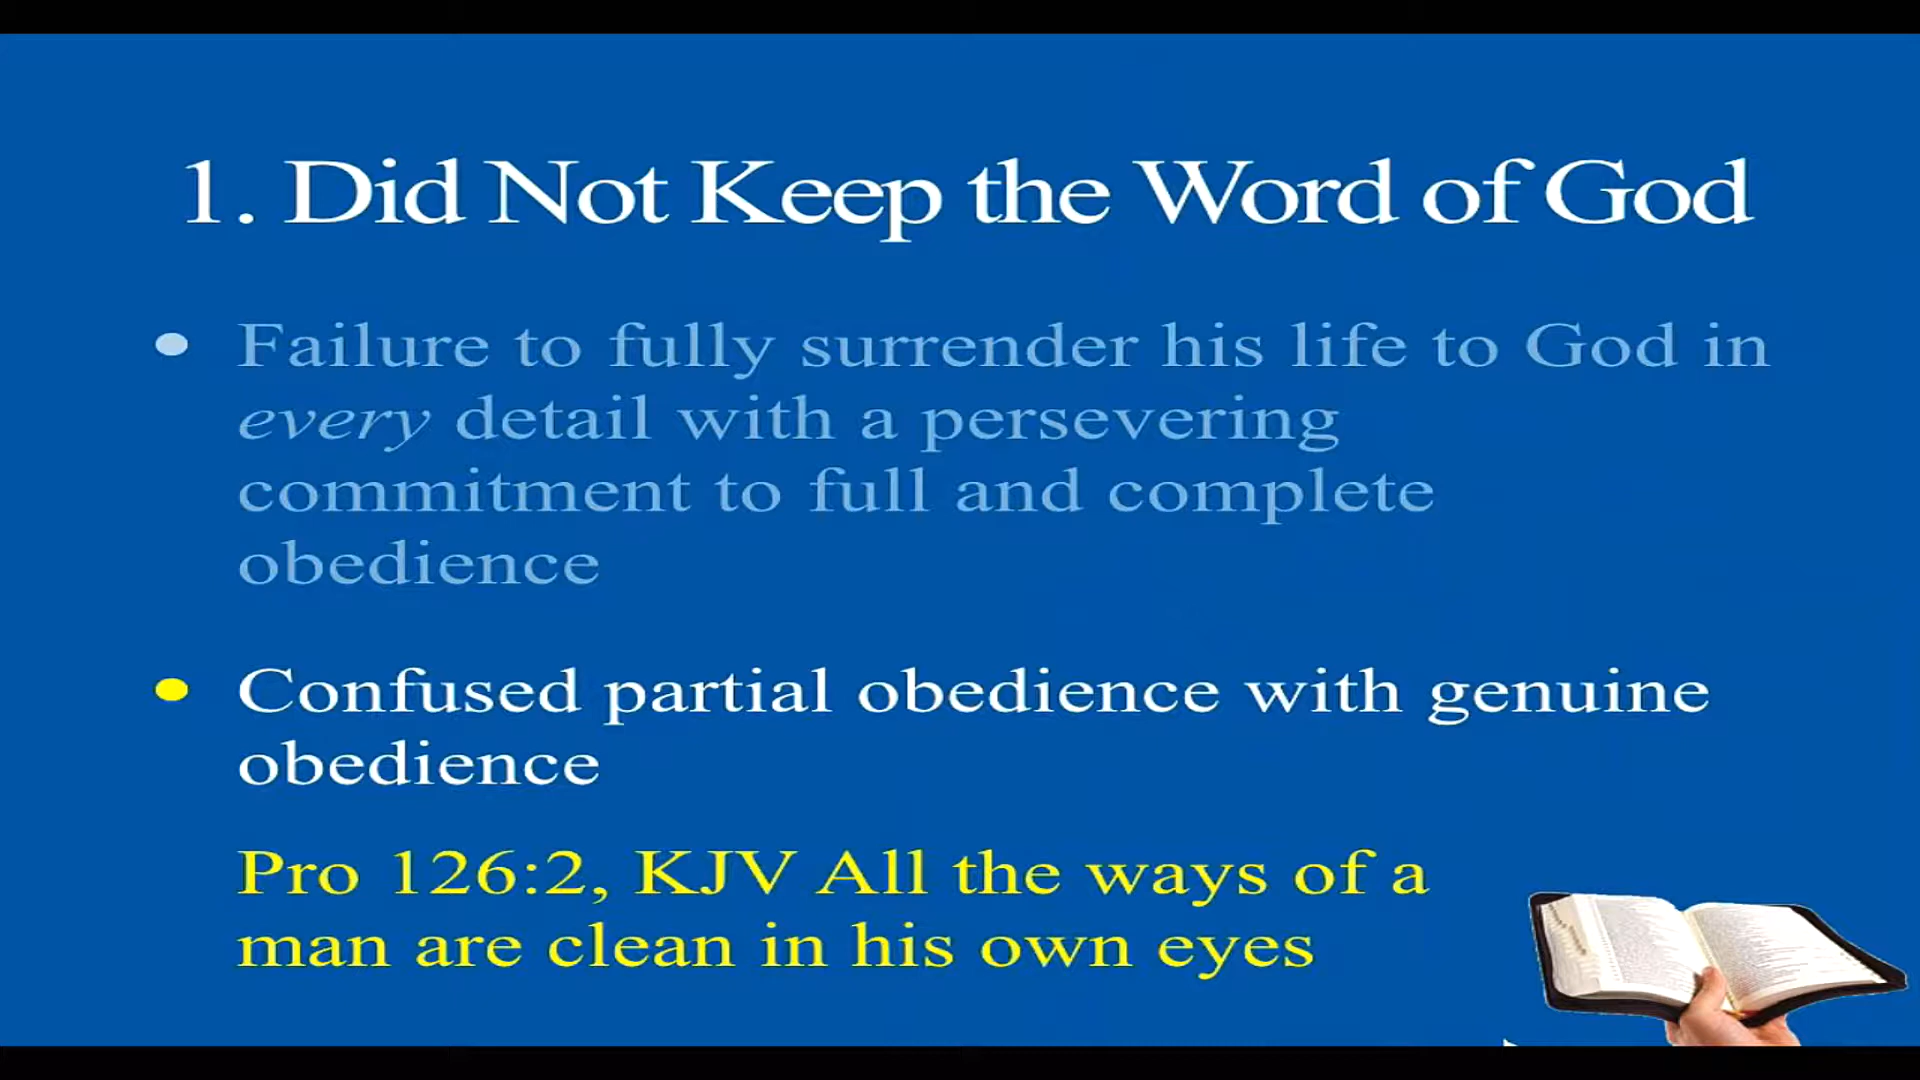 1. Did Not Keep the Word of God
• Failure to fully surrender his life to God in
every detail with a persevering
commitment to full and complete
obedience
• Confused partial obedience with genuine
obedience
Pro 126:2, KJV All the ways of a
man are clean in his own eyes